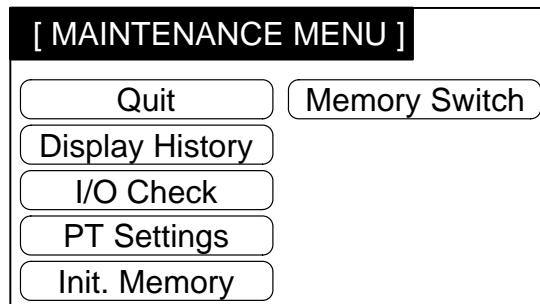 [ MAINTENANCE MENU ]
Quit
Memory Switch
Display History
I/O Check
PT Settings
Init. Memory